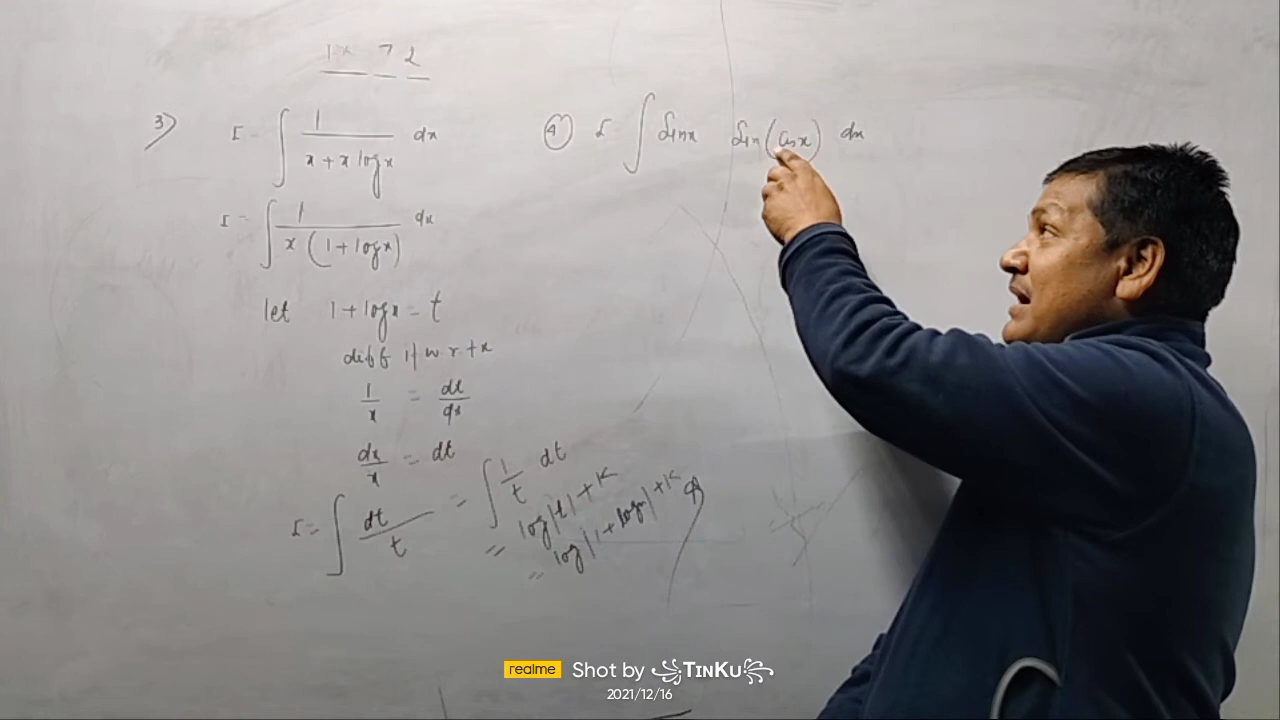 3) I = ∫ 1/(x + x log x) dx
I = ∫ 1/(x (1 + log x)) dx
let 1 + log x = t
diff it w r t x
1/x = dt/dx
dx/x = dt
I = ∫ dt/t = ∫ 1/t dt
= log|t| + K
= log|1 + log x| + K
4) I ∫ Sin x Sin(Cos x) dx
realme Shot by TINKU
2021/12/16